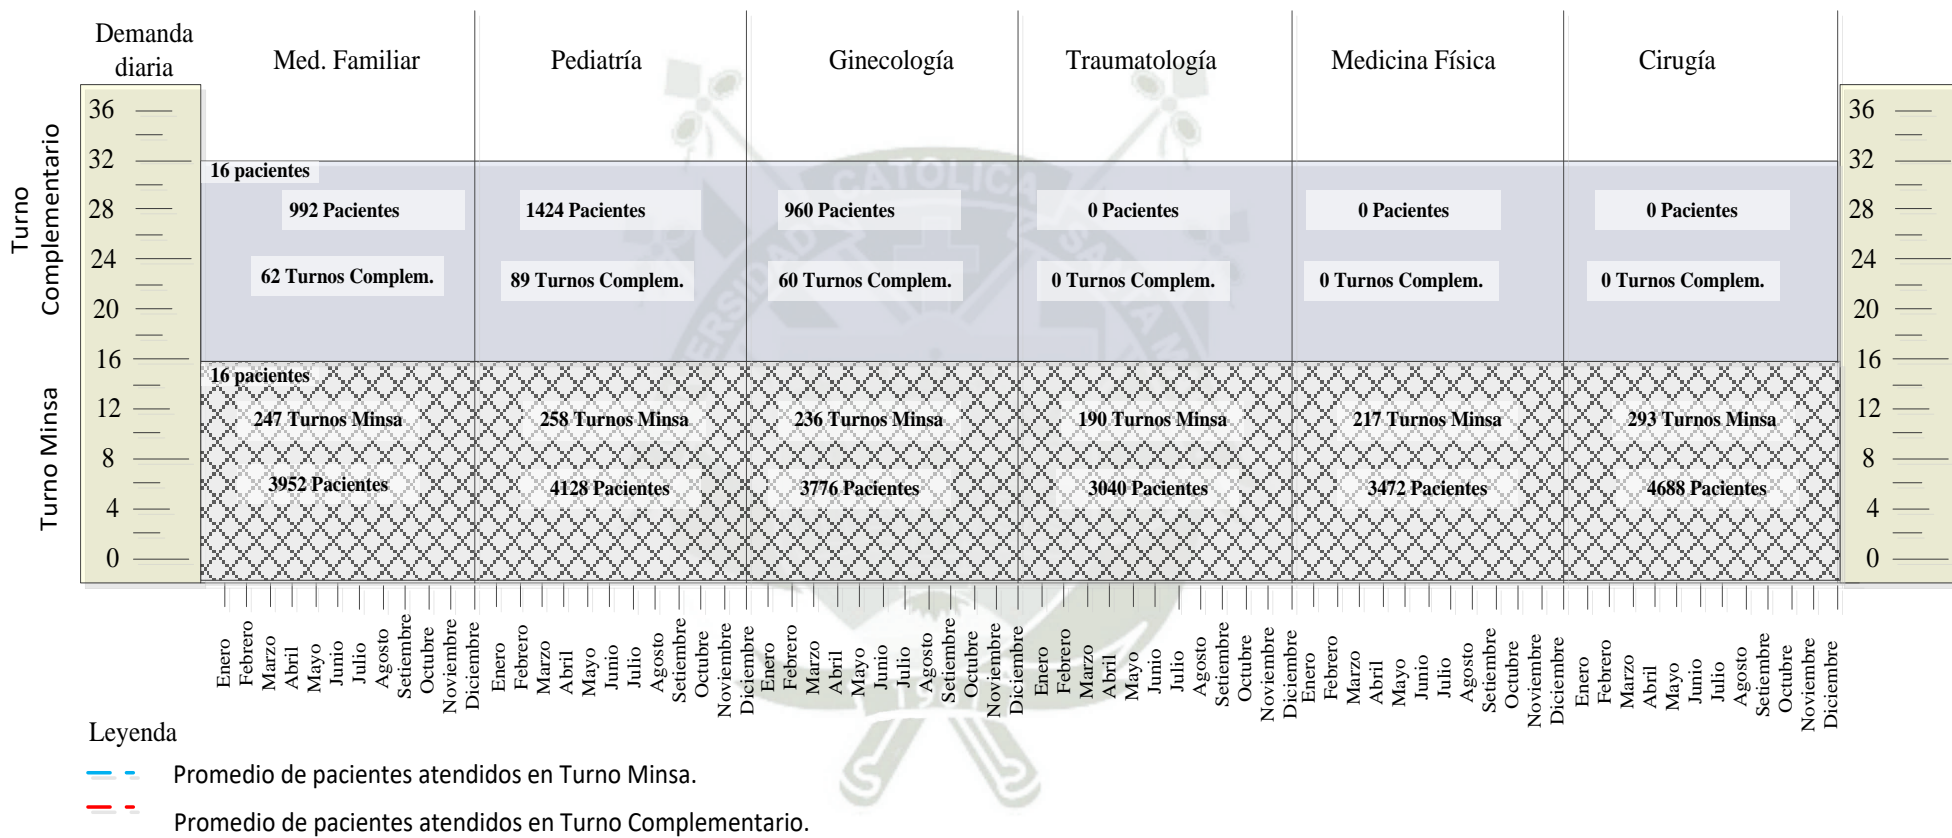 Demanda
diaria
Med. Familiar
Pediatría
Ginecología
Traumatología
Medicina Física
Cirugía
Turno
Complementario
Turno Minsa
36
32
28
24
20
16
12
8
4
0
16 pacientes
992 Pacientes
1424 Pacientes
960 Pacientes
0 Pacientes
0 Pacientes
0 Pacientes
62 Turnos Complem.
89 Turnos Complem.
60 Turnos Complem.
0 Turnos Complem.
0 Turnos Complem.
0 Turnos Complem.
16 pacientes
247 Turnos Minsa
258 Turnos Minsa
236 Turnos Minsa
190 Turnos Minsa
217 Turnos Minsa
293 Turnos Minsa
3952 Pacientes
4128 Pacientes
3776 Pacientes
3040 Pacientes
3472 Pacientes
4688 Pacientes
36
32
28
24
20
16
12
8
4
0
Enero
Febrero
Marzo
Abril
Mayo
Junio
Julio
Agosto
Setiembre
Octubre
Noviembre
Diciembre
Enero
Febrero
Marzo
Abril
Mayo
Junio
Julio
Agosto
Setiembre
Octubre
Noviembre
Diciembre
Enero
Febrero
Marzo
Abril
Mayo
Junio
Julio
Agosto
Setiembre
Octubre
Noviembre
Diciembre
Enero
Febrero
Marzo
Abril
Mayo
Junio
Julio
Agosto
Setiembre
Octubre
Noviembre
Diciembre
Enero
Febrero
Marzo
Abril
Mayo
Junio
Julio
Agosto
Setiembre
Octubre
Noviembre
Diciembre
Enero
Febrero
Marzo
Abril
Mayo
Junio
Julio
Agosto
Setiembre
Octubre
Noviembre
Diciembre
Leyenda
Promedio de pacientes atendidos en Turno Minsa.
Promedio de pacientes atendidos en Turno Complementario.
CATOLICA